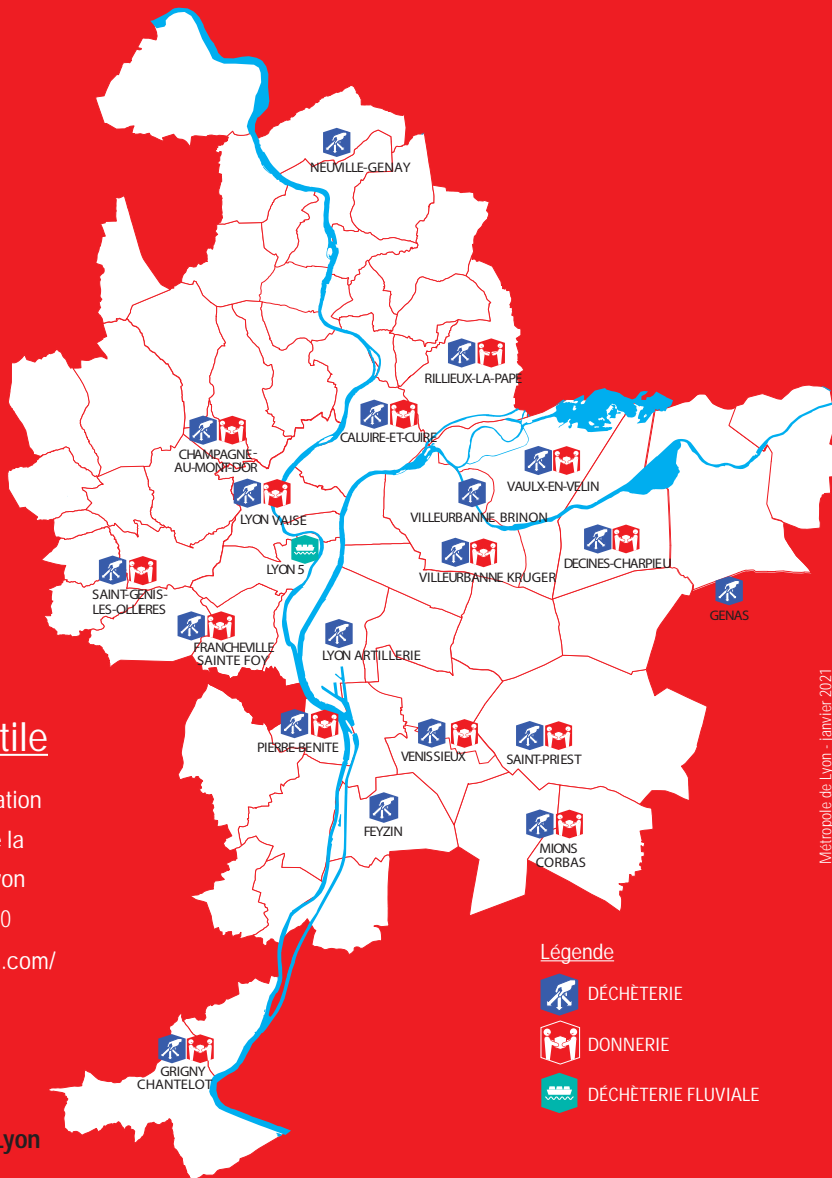 NEUVILLE-GENAY
RILLIEUX-LA-PAPE
CALUIRE-ET-CUIRE
CHAMPAGNE-
AU-MONT-D'OR
VAULX-EN-VELIN
LYON VAISE
VILLEURBANNE BRINON
LYON 5
VILLEURBANNE KRUGER
DECINES-CHARPIEU
SAINT-GENIS-
LES-OLLIERES
GENAS
FRANCHEVILLE
SAINTE FOY
LYON ARTILLERIE
PIERRE-BENITE
VENISSIEUX
SAINT-PRIEST
FEYZIN
MIONS
CORBAS
GRIGNY
CHANTELOT
tile
ation
la
on
0
.com/
Lyon
Métropole de Lyon - janvier 2021
Légende
DÉCHÈTERIE
DONNERIE
DÉCHÈTERIE FLUVIALE